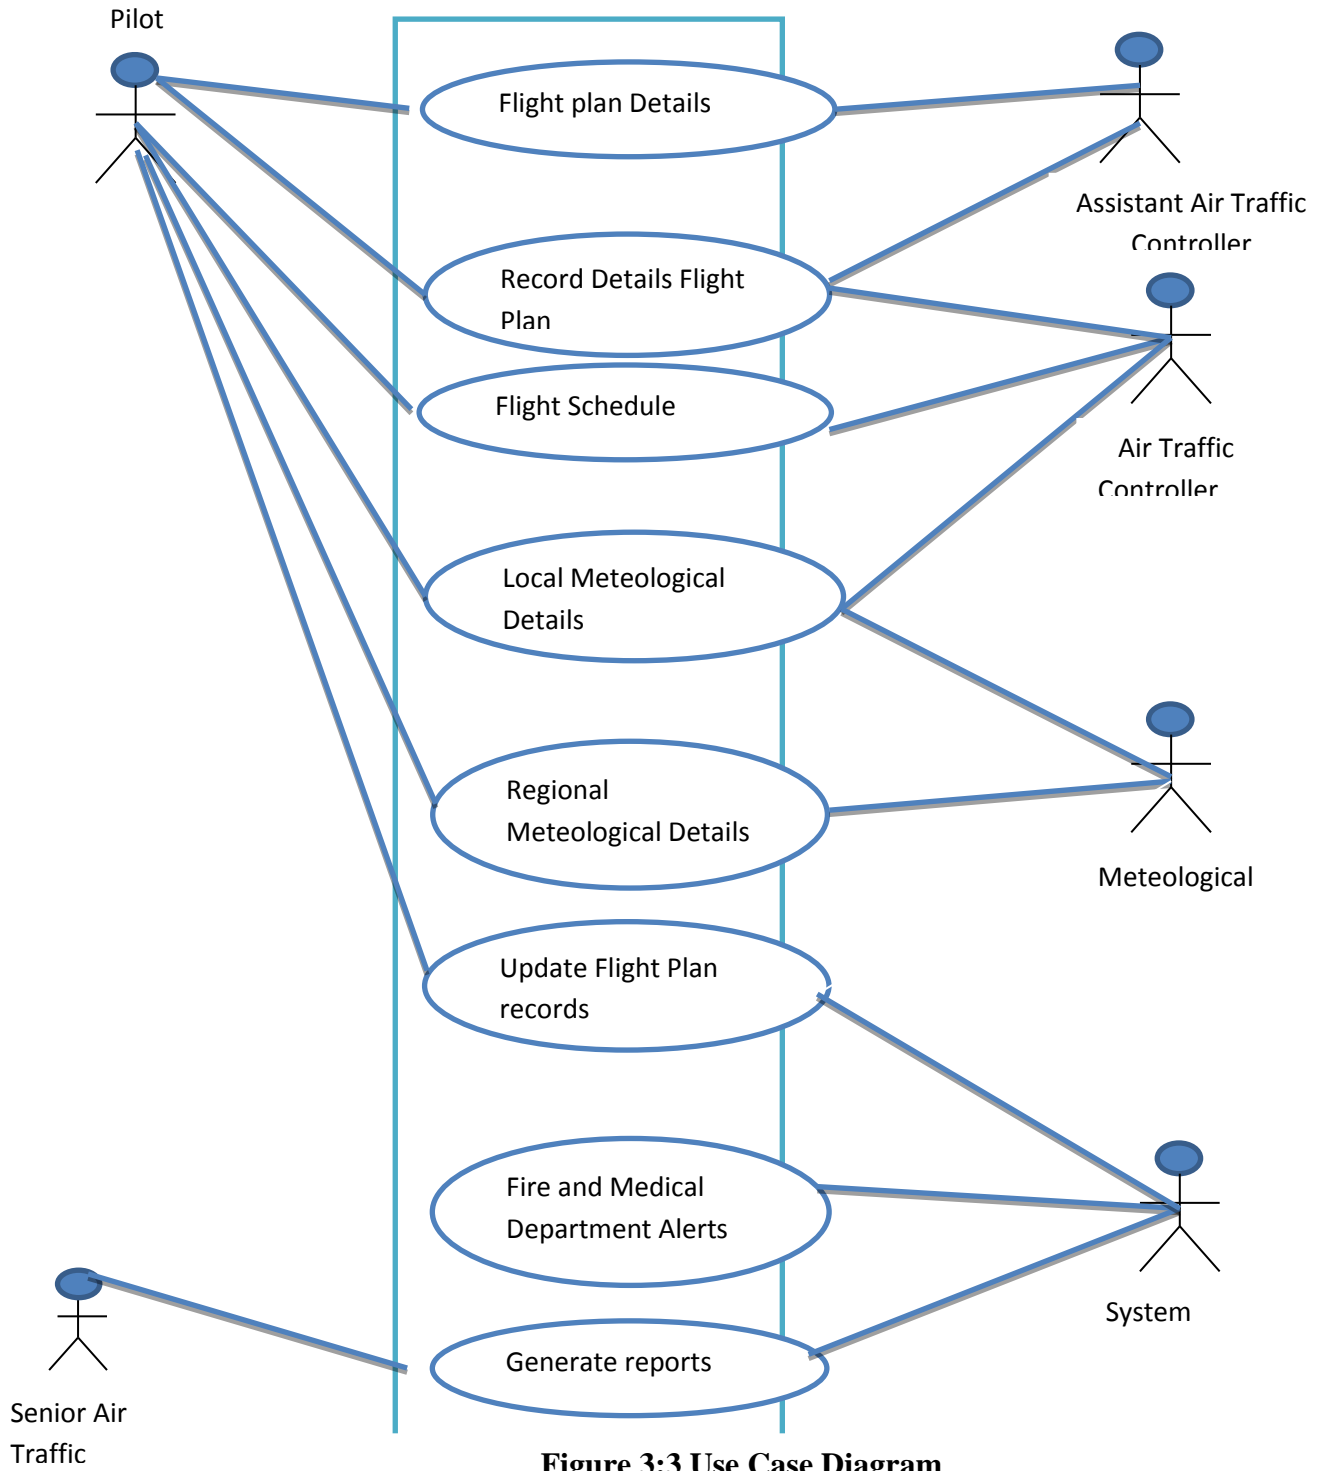 Pilot
Flight plan Details
Assistant Air Traffic
Controller
Record Details Flight
Plan
Flight Schedule
Air Traffic
Controller
Local Meteological
Details
Regional
Meteological Details
Meteological
Update Flight Plan
records
Fire and Medical
Department Alerts
System
Generate reports
Senior Air
Traffic
Figure 3:3 Use Case Diagram